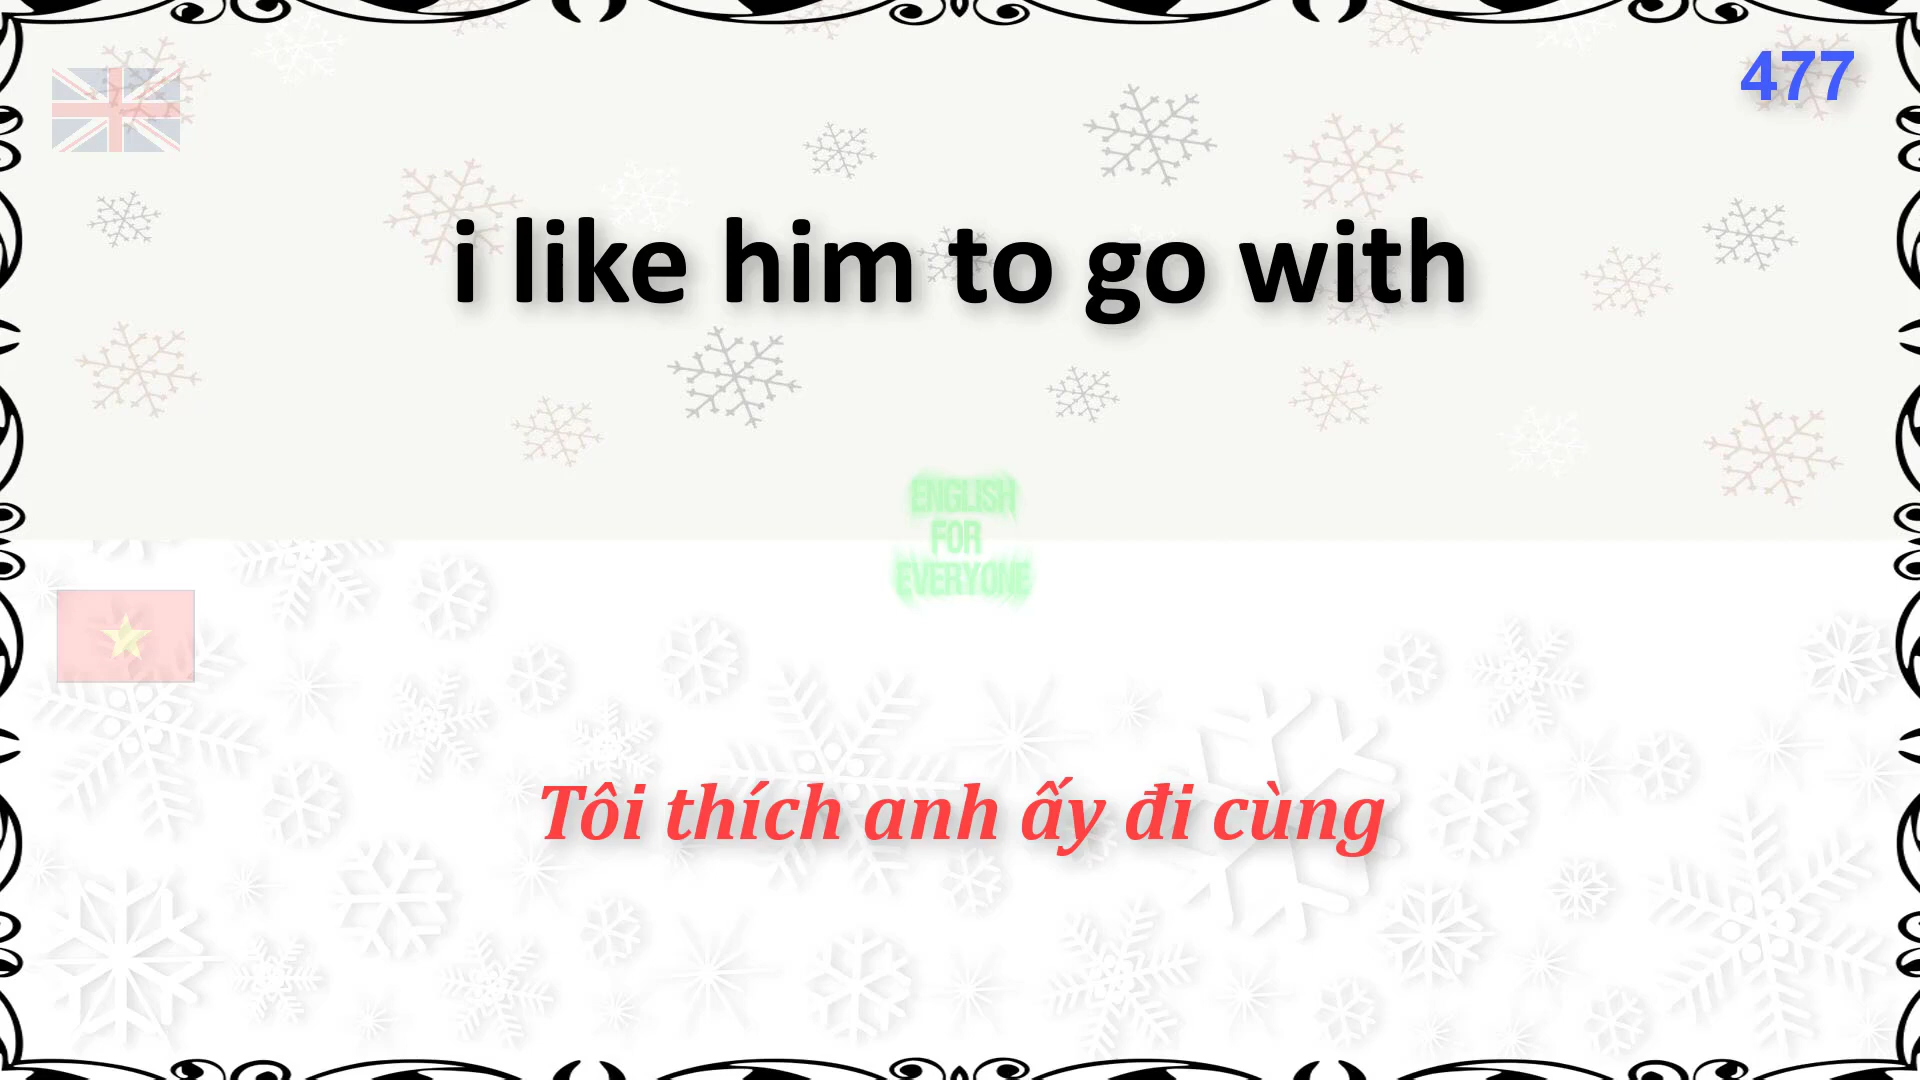 477
i like him to go with
ENGLISH
FOR
EVERYONE
Tôi thích anh ấy đi cùng